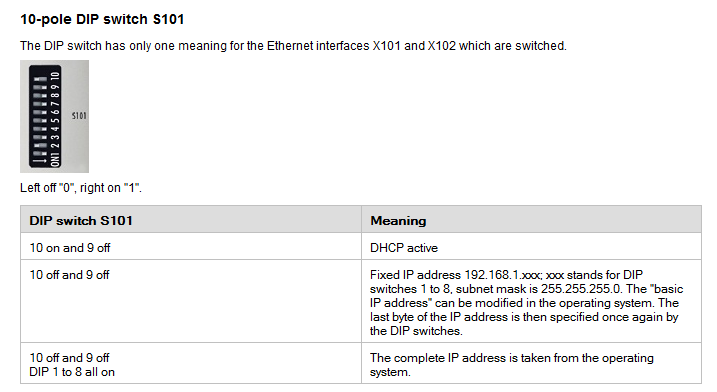 10-pole DIP switch S101
The DIP switch has only one meaning for the Ethernet interfaces X101 and X102 which are switched.
ON 1 2 3 4 5 6 7 8 9 10
S101
Left off "0", right on "1".
DIP switch S101
Meaning
10 on and 9 off
DHCP active
10 off and 9 off
Fixed IP address 192.168.1.xxx; xxx stands for DIP
switches 1 to 8, subnet mask is 255.255.255.0. The "basic
IP address" can be modified in the operating system. The
last byte of the IP address is then specified once again by
the DIP switches.
10 off and 9 off
DIP 1 to 8 all on
The complete IP address is taken from the operating
system.